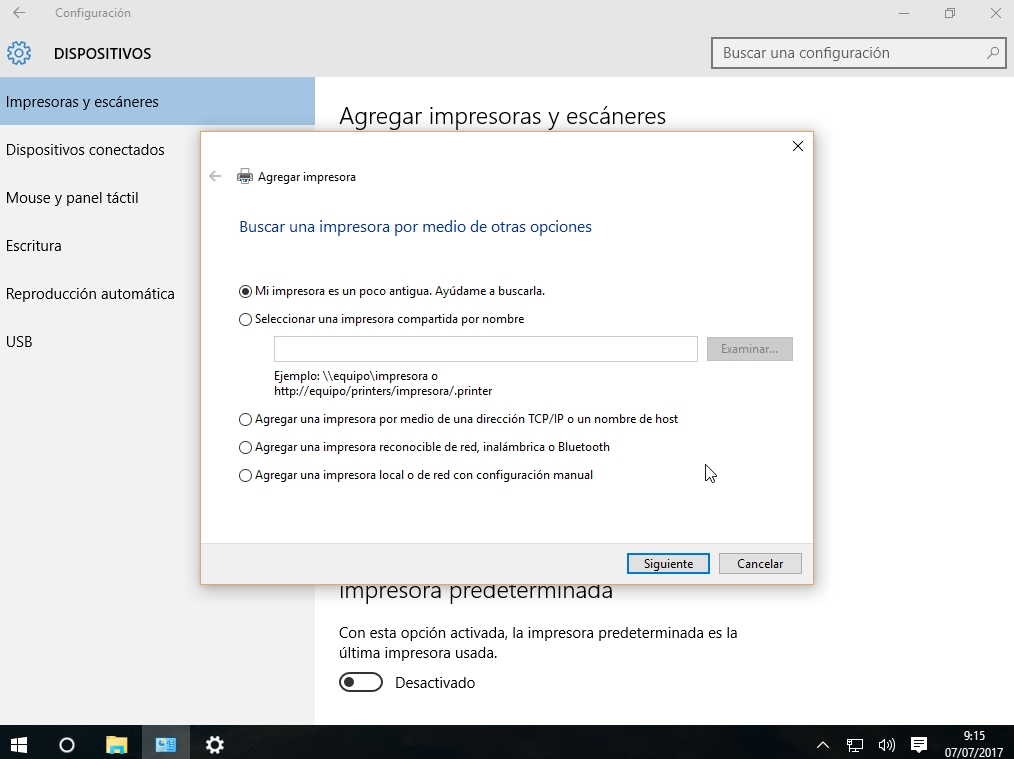 Configuración
DISPOSITIVOS
Buscar una configuración
Impresoras y escáneres
Dispositivos conectados
Mouse y panel táctil
Escritura
Reproducción automática
USB
Agregar impresoras y escáneres
Agregar impresora
Buscar una impresora por medio de otras opciones
Mi impresora es un poco antigua. Ayúdame a buscarla.
Seleccionar una impresora compartida por nombre
Examinar...
Ejemplo: \\equipo\impresora o
http://equipo/printers/impresora/.printer
Agregar una impresora por medio de una dirección TCP/IP o un nombre de host
Agregar una impresora reconocible de red, inalámbrica o Bluetooth
Agregar una impresora local o de red con configuración manual
Siguiente
Cancelar
Impresora predeterminada
Con esta opción activada, la impresora predeterminada es la
última impresora usada.
Desactivado
9:15
07/07/2017